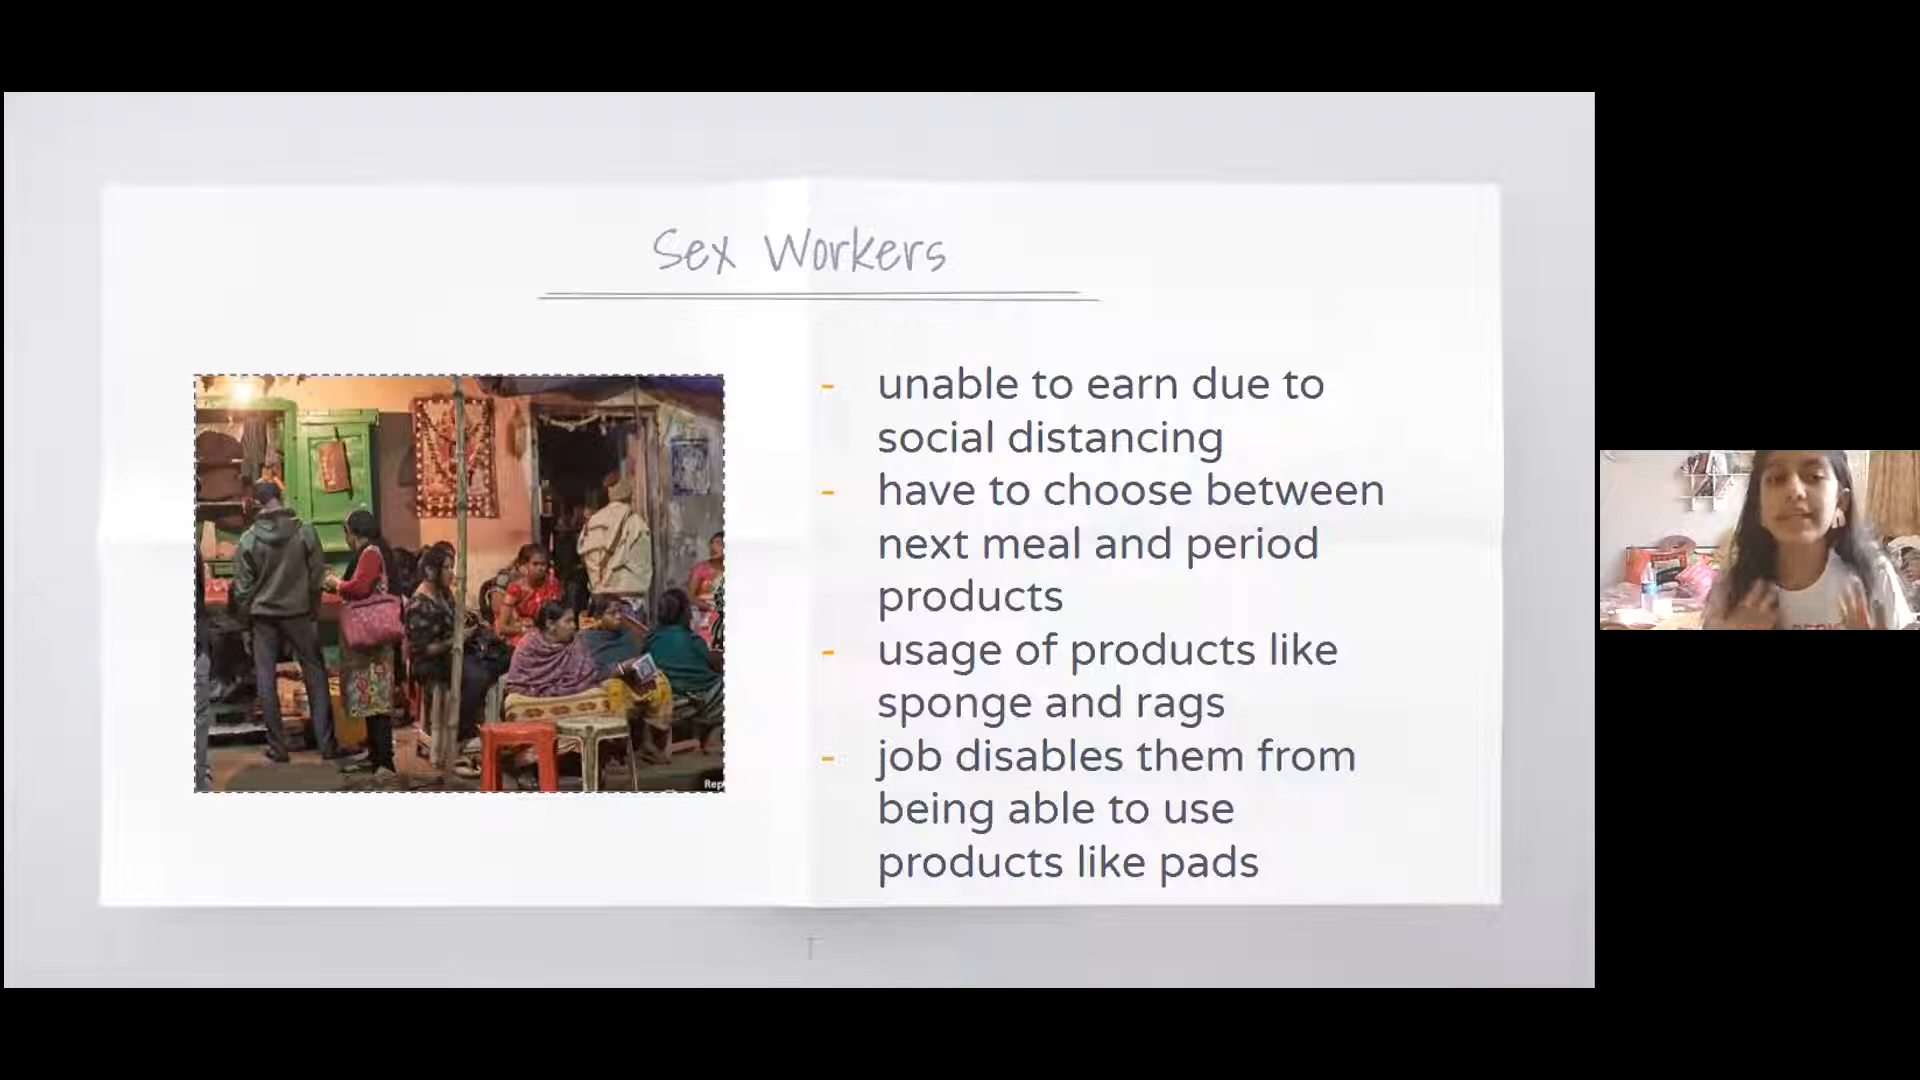 Sex Workers
- unable to earn due to
social distancing
- have to choose between
next meal and period
products
- usage of products like
sponge and rags
- job disables them from
being able to use
products like pads
Rep